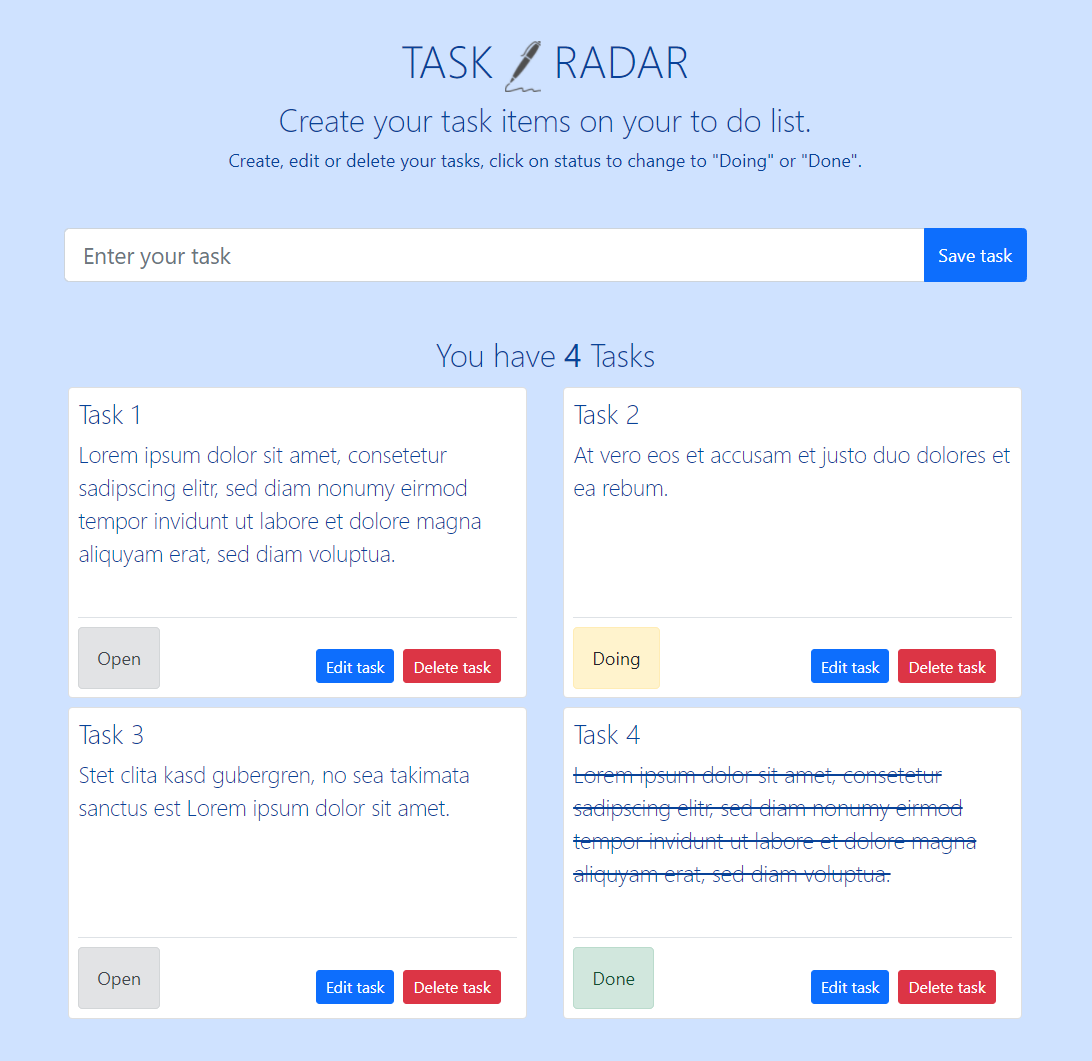 TASK RADAR
Create your task items on your to do list.
Create, edit or delete your tasks, click on status to change to "Doing" or "Done".
Enter your task
Save task
You have 4 Tasks
Task 1
Lorem ipsum dolor sit amet, consetetur
sadipscing elitr, sed diam nonumy eirmod
tempor invidunt ut labore et dolore magna
aliquyam erat, sed diam voluptua.
Open
Edit task
Delete task
Task 2
At vero eos et accusam et justo duo dolores et
ea rebum.
Doing
Edit task
Delete task
Task 3
Stet clita kasd gubergren, no sea takimata
sanctus est Lorem ipsum dolor sit amet.
Open
Edit task
Delete task
Task 4
Lorem ipsum dolor sit amet, consetetur
sadipscing elitr, sed diam nonumy eirmod
tempor invidunt ut labore et dolore magna
aliquyam erat, sed diam voluptua.
Done
Edit task
Delete task